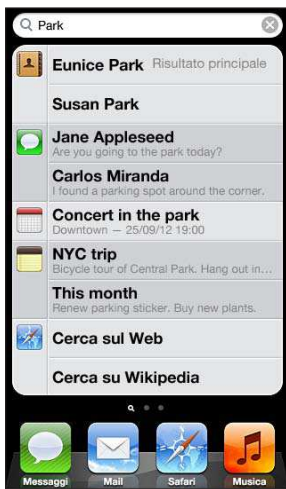 Park
Eunice Park Risultato principale
Susan Park
Jane Appleseed
Are you going to the park today?
Carlos Miranda
I found a parking spot around the corner.
Concert in the park
Downtown — 25/09/12 19:00
NYC trip
Bicycle tour of Central Park. Hang out in...
This month
Renew parking sticker. Buy new plants.
Cerca sul Web
Cerca su Wikipedia
Messaggi Mail Safari Musica